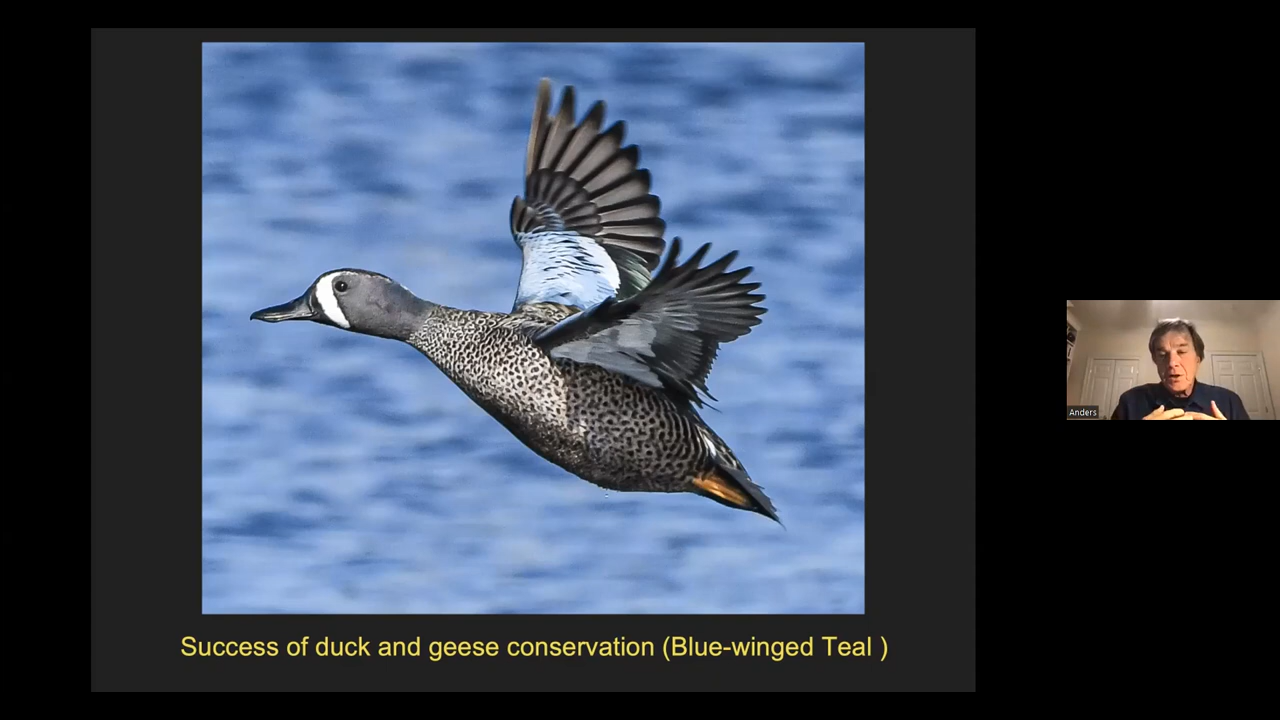 Success of duck and geese conservation (Blue-winged Teal )
Anders